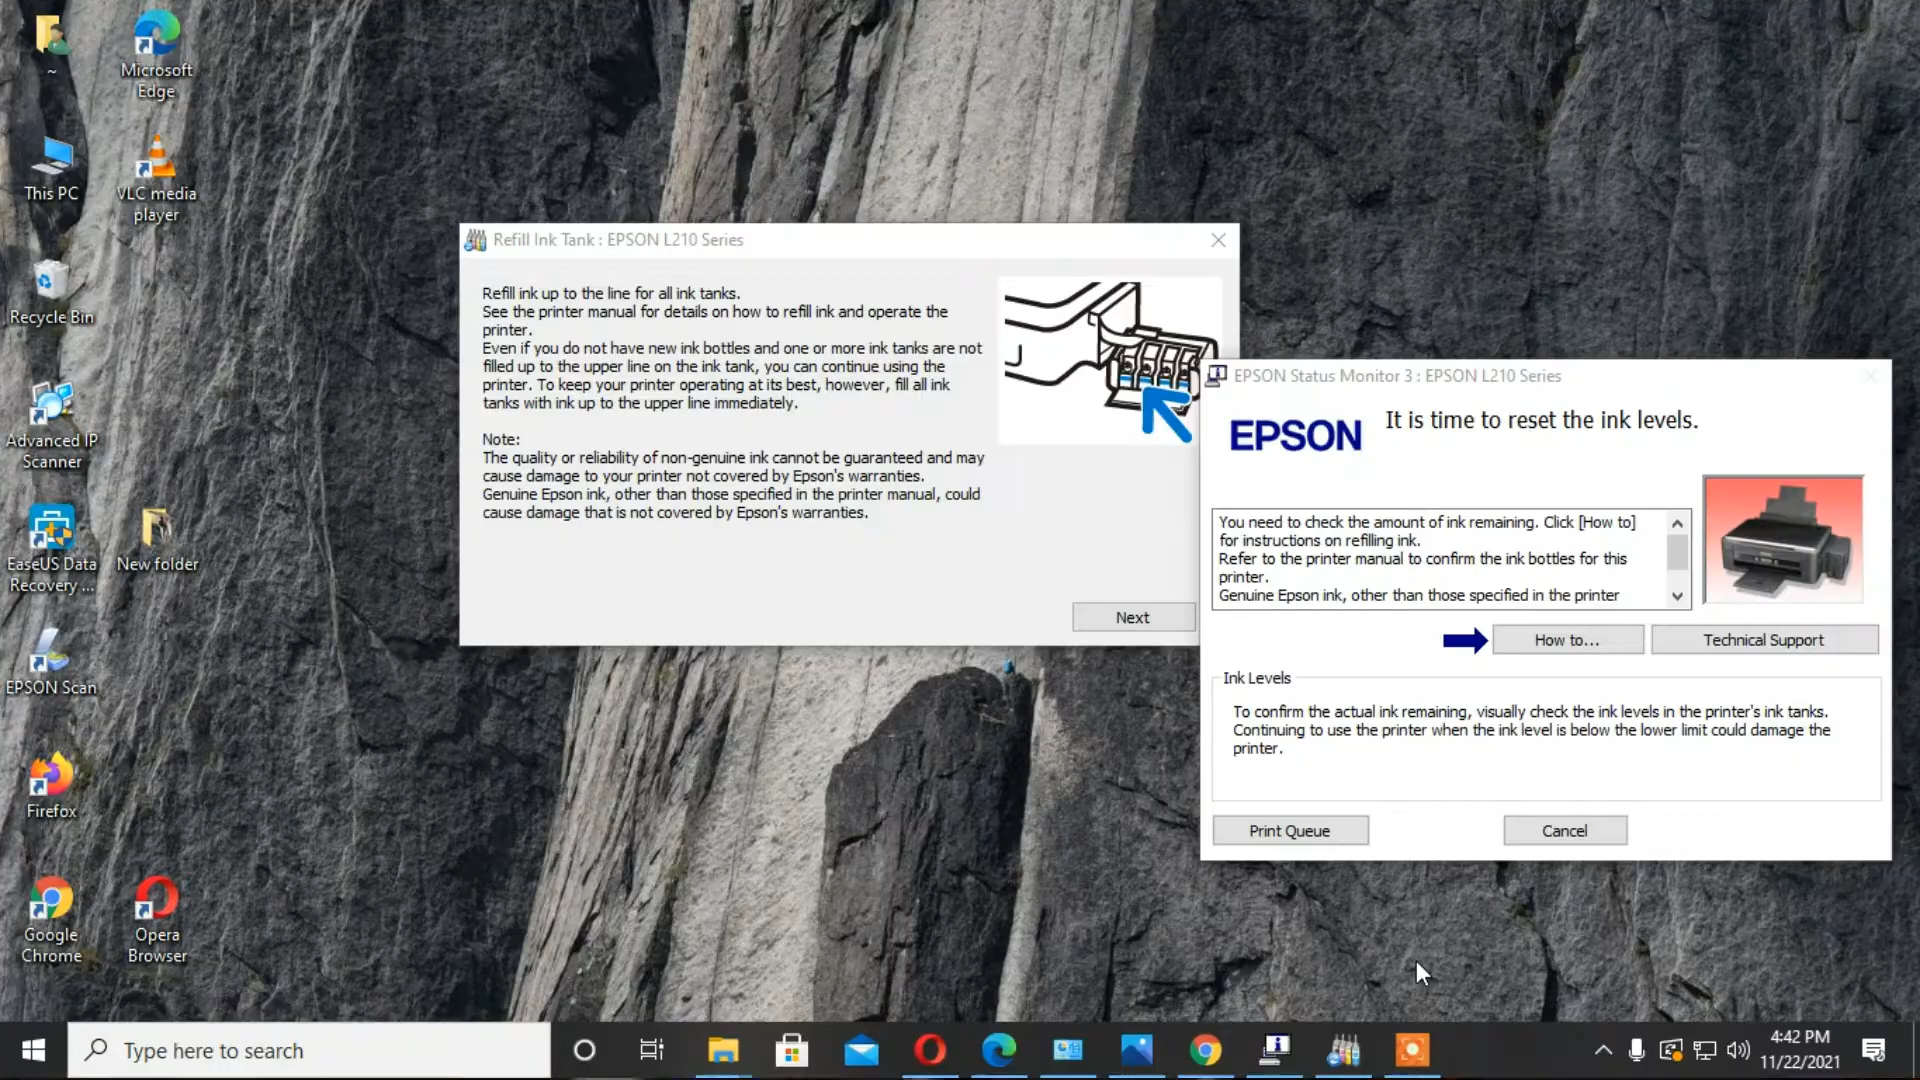 ~
Microsoft
Edge
This PC
VLC media
player
Recycle Bin
Advanced IP
Scanner
EaseUS Data
Recovery ...
New folder
EPSON Scan
Firefox
Google
Chrome
Opera
Browser
Refill Ink Tank : EPSON L210 Series
Refill ink up to the line for all ink tanks.
See the printer manual for details on how to refill ink and operate the
printer.
Even if you do not have new ink bottles and one or more ink tanks are not
filled up to the upper line on the ink tank, you can continue using the
printer. To keep your printer operating at its best, however, fill all ink
tanks with ink up to the upper line immediately.
Note:
The quality or reliability of non-genuine ink cannot be guaranteed and may
cause damage to your printer not covered by Epson's warranties.
Genuine Epson ink, other than those specified in the printer manual, could
cause damage that is not covered by Epson's warranties.
Next
EPSON Status Monitor 3 : EPSON L210 Series
EPSON
It is time to reset the ink levels.
You need to check the amount of ink remaining. Click [How to]
for instructions on refilling ink.
Refer to the printer manual to confirm the ink bottles for this
printer.
Genuine Epson ink, other than those specified in the printer
How to...
Technical Support
Ink Levels
To confirm the actual ink remaining, visually check the ink levels in the printer's ink tanks.
Continuing to use the printer when the ink level is below the lower limit could damage the
printer.
Print Queue
Cancel
Type here to search
4:42 PM
11/22/2021